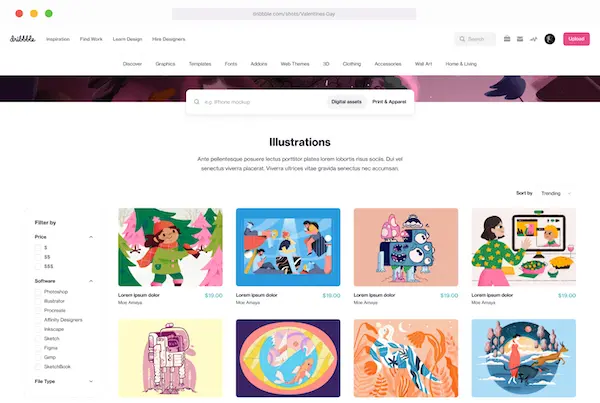 dribbble.com/shots/Valentines day
dribbble Inspiration Find Work Learn Design Hire Designers Search Upload
Discover Graphics Templates Fonts Addons Web Themes 3D Clothing Accessories Wall Art Home & Living
e.g. iPhone mockup Digital assets Print & Apparel
Illustrations
Ante pellentesque posuere lectus porttitor platea lorem lobortis risus sociis. Dui vel
senectus viverra placerat. Viverra ultrices vitae gravida senectus nec accumsan.
Sort by Trending
Filter by
Price
$
$$
$$$
Software
Photoshop
Illustrator
Procreate
Affinity Designers
Inkscape
Sketch
Figma
Gimp
SketchBook
File Type
Lorem ipsum dolor $19.00
Moe Amaya
Lorem ipsum dolor $19.00
Moe Amaya
Lorem ipsum dolor $19.00
Moe Amaya
Lorem ipsum dolor $19.00
Moe Amaya